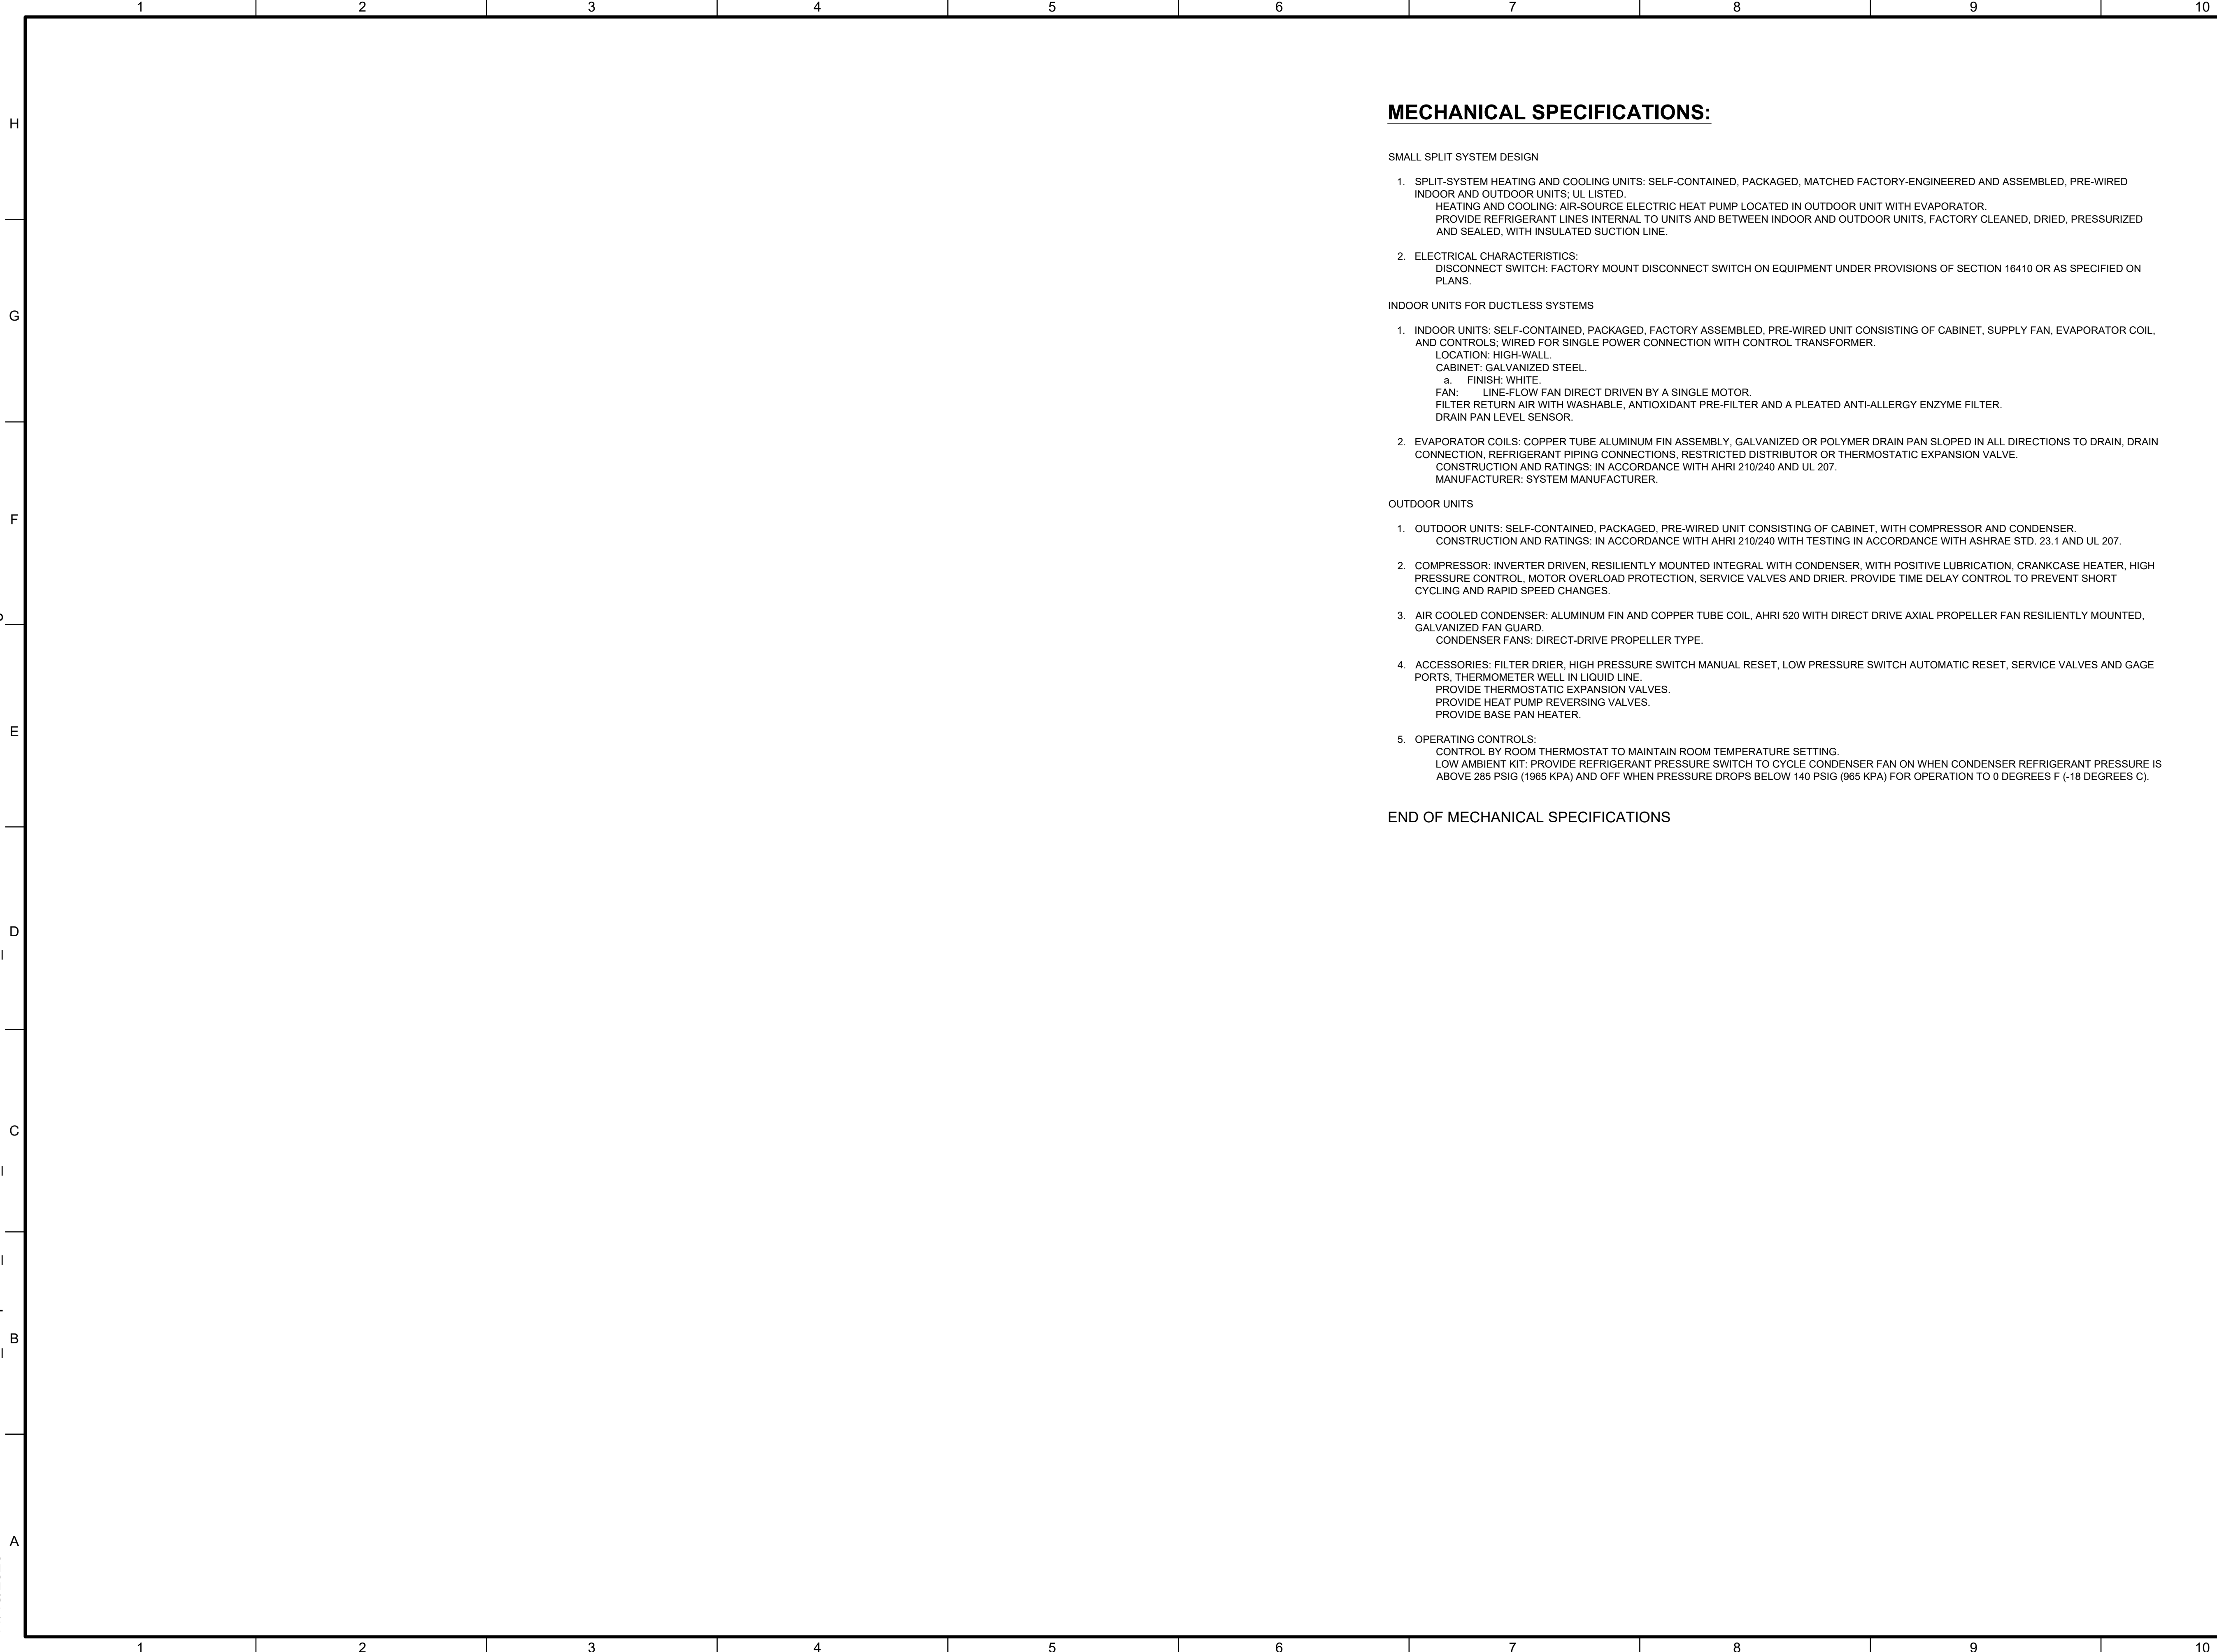 1 2 3 4 5 6 7 8 9 10
H
G
F
E
D
C
B
A
MECHANICAL SPECIFICATIONS:
SMALL SPLIT SYSTEM DESIGN
1. SPLIT-SYSTEM HEATING AND COOLING UNITS: SELF-CONTAINED, PACKAGED, MATCHED FACTORY-ENGINEERED AND ASSEMBLED, PRE-WIRED
INDOOR AND OUTDOOR UNITS; UL LISTED.
HEATING AND COOLING: AIR-SOURCE ELECTRIC HEAT PUMP LOCATED IN OUTDOOR UNIT WITH EVAPORATOR.
PROVIDE REFRIGERANT LINES INTERNAL TO UNITS AND BETWEEN INDOOR AND OUTDOOR UNITS, FACTORY CLEANED, DRIED, PRESSURIZED
AND SEALED, WITH INSULATED SUCTION LINE.
2. ELECTRICAL CHARACTERISTICS:
DISCONNECT SWITCH: FACTORY MOUNT DISCONNECT SWITCH ON EQUIPMENT UNDER PROVISIONS OF SECTION 16410 OR AS SPECIFIED ON
PLANS.
INDOOR UNITS FOR DUCTLESS SYSTEMS
1. INDOOR UNITS: SELF-CONTAINED, PACKAGED, FACTORY ASSEMBLED, PRE-WIRED UNIT CONSISTING OF CABINET, SUPPLY FAN, EVAPORATOR COIL,
AND CONTROLS; WIRED FOR SINGLE POWER CONNECTION WITH CONTROL TRANSFORMER.
LOCATION: HIGH-WALL.
CABINET: GALVANIZED STEEL.
a. FINISH: WHITE.
FAN: LINE-FLOW FAN DIRECT DRIVEN BY A SINGLE MOTOR.
FILTER RETURN AIR WITH WASHABLE, ANTIOXIDANT PRE-FILTER AND A PLEATED ANTI-ALLERGY ENZYME FILTER.
DRAIN PAN LEVEL SENSOR.
2. EVAPORATOR COILS: COPPER TUBE ALUMINUM FIN ASSEMBLY, GALVANIZED OR POLYMER DRAIN PAN SLOPED IN ALL DIRECTIONS TO DRAIN, DRAIN
CONNECTION, REFRIGERANT PIPING CONNECTIONS, RESTRICTED DISTRIBUTOR OR THERMOSTATIC EXPANSION VALVE.
CONSTRUCTION AND RATINGS: IN ACCORDANCE WITH AHRI 210/240 AND UL 207.
MANUFACTURER: SYSTEM MANUFACTURER.
OUTDOOR UNITS
1. OUTDOOR UNITS: SELF-CONTAINED, PACKAGED, PRE-WIRED UNIT CONSISTING OF CABINET, WITH COMPRESSOR AND CONDENSER.
CONSTRUCTION AND RATINGS: IN ACCORDANCE WITH AHRI 210/240 WITH TESTING IN ACCORDANCE WITH ASHRAE STD. 23.1 AND UL 207.
2. COMPRESSOR: INVERTER DRIVEN, RESILIENTLY MOUNTED INTEGRAL WITH CONDENSER, WITH POSITIVE LUBRICATION, CRANKCASE HEATER, HIGH
PRESSURE CONTROL, MOTOR OVERLOAD PROTECTION, SERVICE VALVES AND DRIER. PROVIDE TIME DELAY CONTROL TO PREVENT SHORT
CYCLING AND RAPID SPEED CHANGES.
3. AIR COOLED CONDENSER: ALUMINUM FIN AND COPPER TUBE COIL, AHRI 520 WITH DIRECT DRIVE AXIAL PROPELLER FAN RESILIENTLY MOUNTED,
GALVANIZED FAN GUARD.
CONDENSER FANS: DIRECT-DRIVE PROPELLER TYPE.
4. ACCESSORIES: FILTER DRIER, HIGH PRESSURE SWITCH MANUAL RESET, LOW PRESSURE SWITCH AUTOMATIC RESET, SERVICE VALVES AND GAGE
PORTS, THERMOMETER WELL IN LIQUID LINE.
PROVIDE THERMOSTATIC EXPANSION VALVES.
PROVIDE HEAT PUMP REVERSING VALVES.
PROVIDE BASE PAN HEATER.
5. OPERATING CONTROLS:
CONTROL BY ROOM THERMOSTAT TO MAINTAIN ROOM TEMPERATURE SETTING.
LOW AMBIENT KIT: PROVIDE REFRIGERANT PRESSURE SWITCH TO CYCLE CONDENSER FAN ON WHEN CONDENSER REFRIGERANT PRESSURE IS
ABOVE 285 PSIG (1965 KPA) AND OFF WHEN PRESSURE DROPS BELOW 140 PSIG (965 KPA) FOR OPERATION TO 0 DEGREES F (-18 DEGREES C).
END OF MECHANICAL SPECIFICATIONS
1 2 3 4 5 6 7 8 9 10